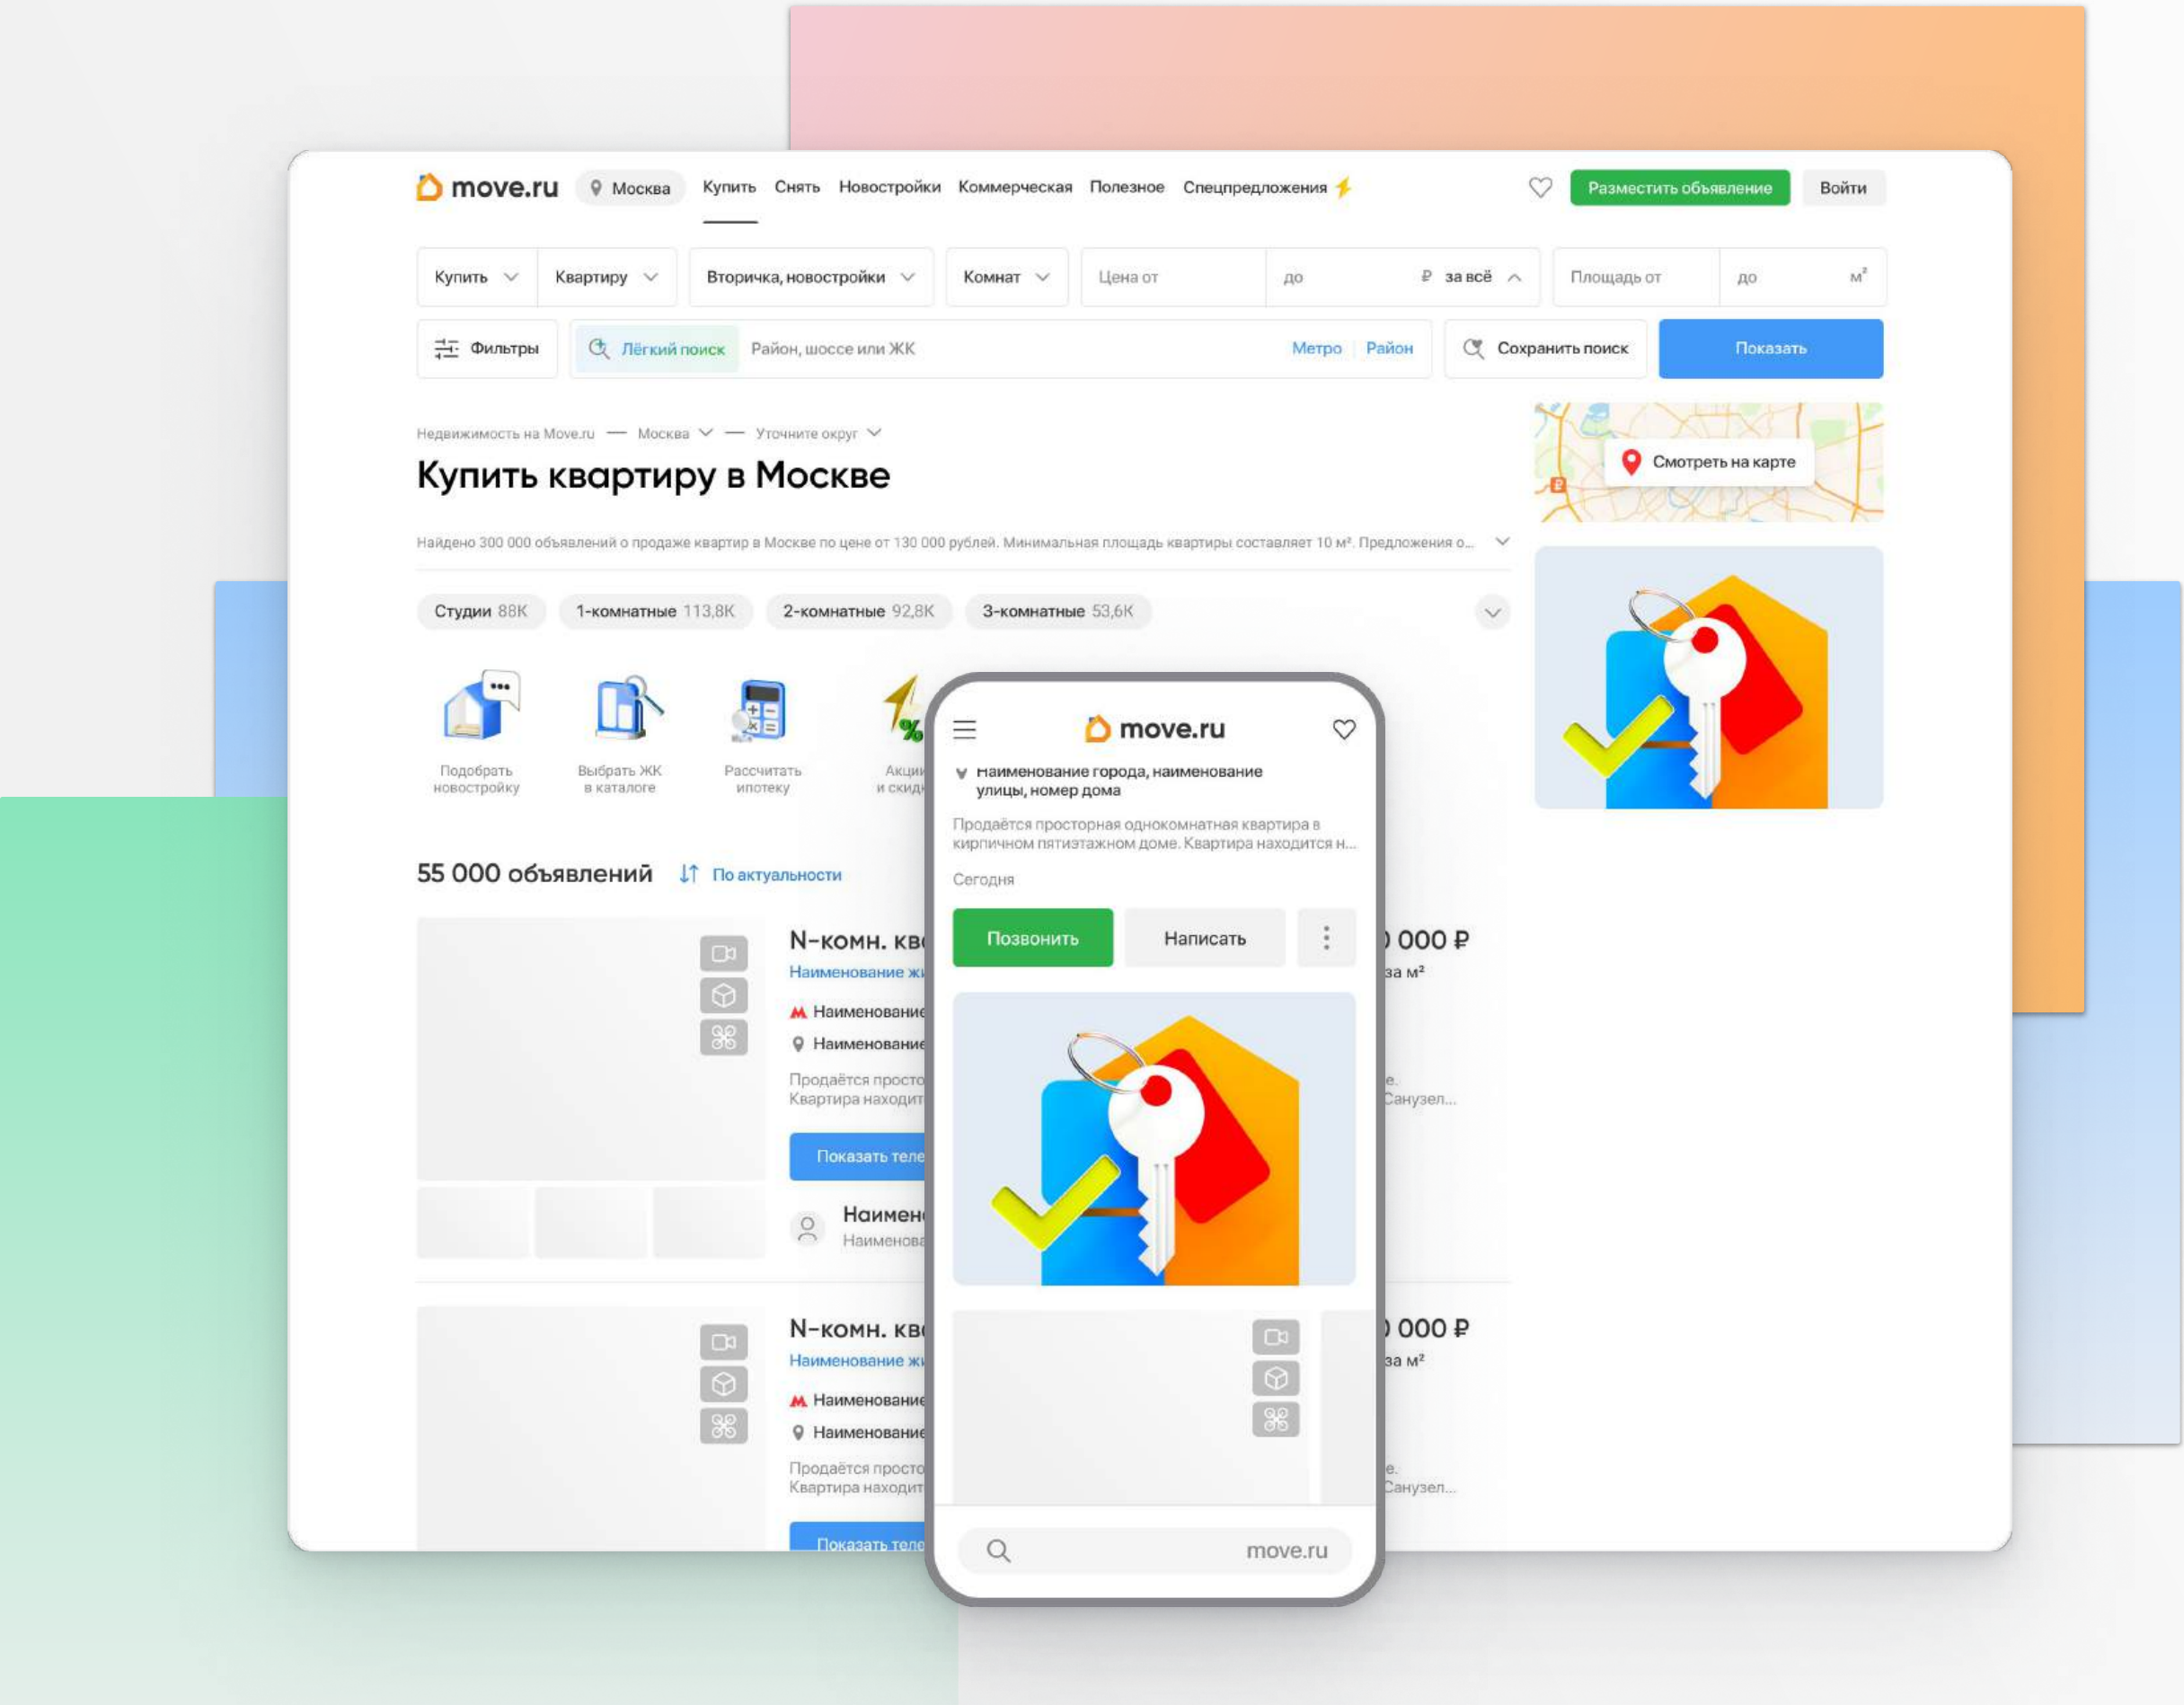 move.ru Москва Купить Снять Новостройки Коммерческая Полезное Спецпредложения Разместить объявление Войти
Купить Квартиру Вторичка, новостройки Комнат Цена от до ₽ за всё Площадь от до м²
Фильтры Лёгкий поиск Район, шоссе или ЖК Метро Район Сохранить поиск Показать
Недвижимость на Move.ru — Москва — Уточните округ
Смотреть на карте
Купить квартиру в Москве
Найдено 300 000 объявлений о продаже квартир в Москве по цене от 130 000 рублей. Минимальная площадь квартиры составляет 10 м². Предложения о...
Студии 88K 1-комнатные 113,8K 2-комнатные 92,8K 3-комнатные 53,6K
Подобрать
новостройку
Выбрать ЖК
в каталоге
Рассчитать
ипотеку
Акции
и скид
55 000 объявлений По актуальности
N-комн. кв 000 ₽
Наименование ж за м²
Наименование
Наименование
Продаётся просто е.
Квартира находит Санузел...
Показать теле
Наимен
Наименова
N-комн. кв 000 ₽
Наименование ж за м²
Наименование
Наименование
Продаётся просто е.
Квартира находит Санузел...
Показать теле
move.ru
Наименование города, наименование
улицы, номер дома
Продаётся просторная однокомнатная квартира в
кирпичном пятиэтажном доме. Квартира находится н...
Сегодня
Позвонить Написать
move.ru